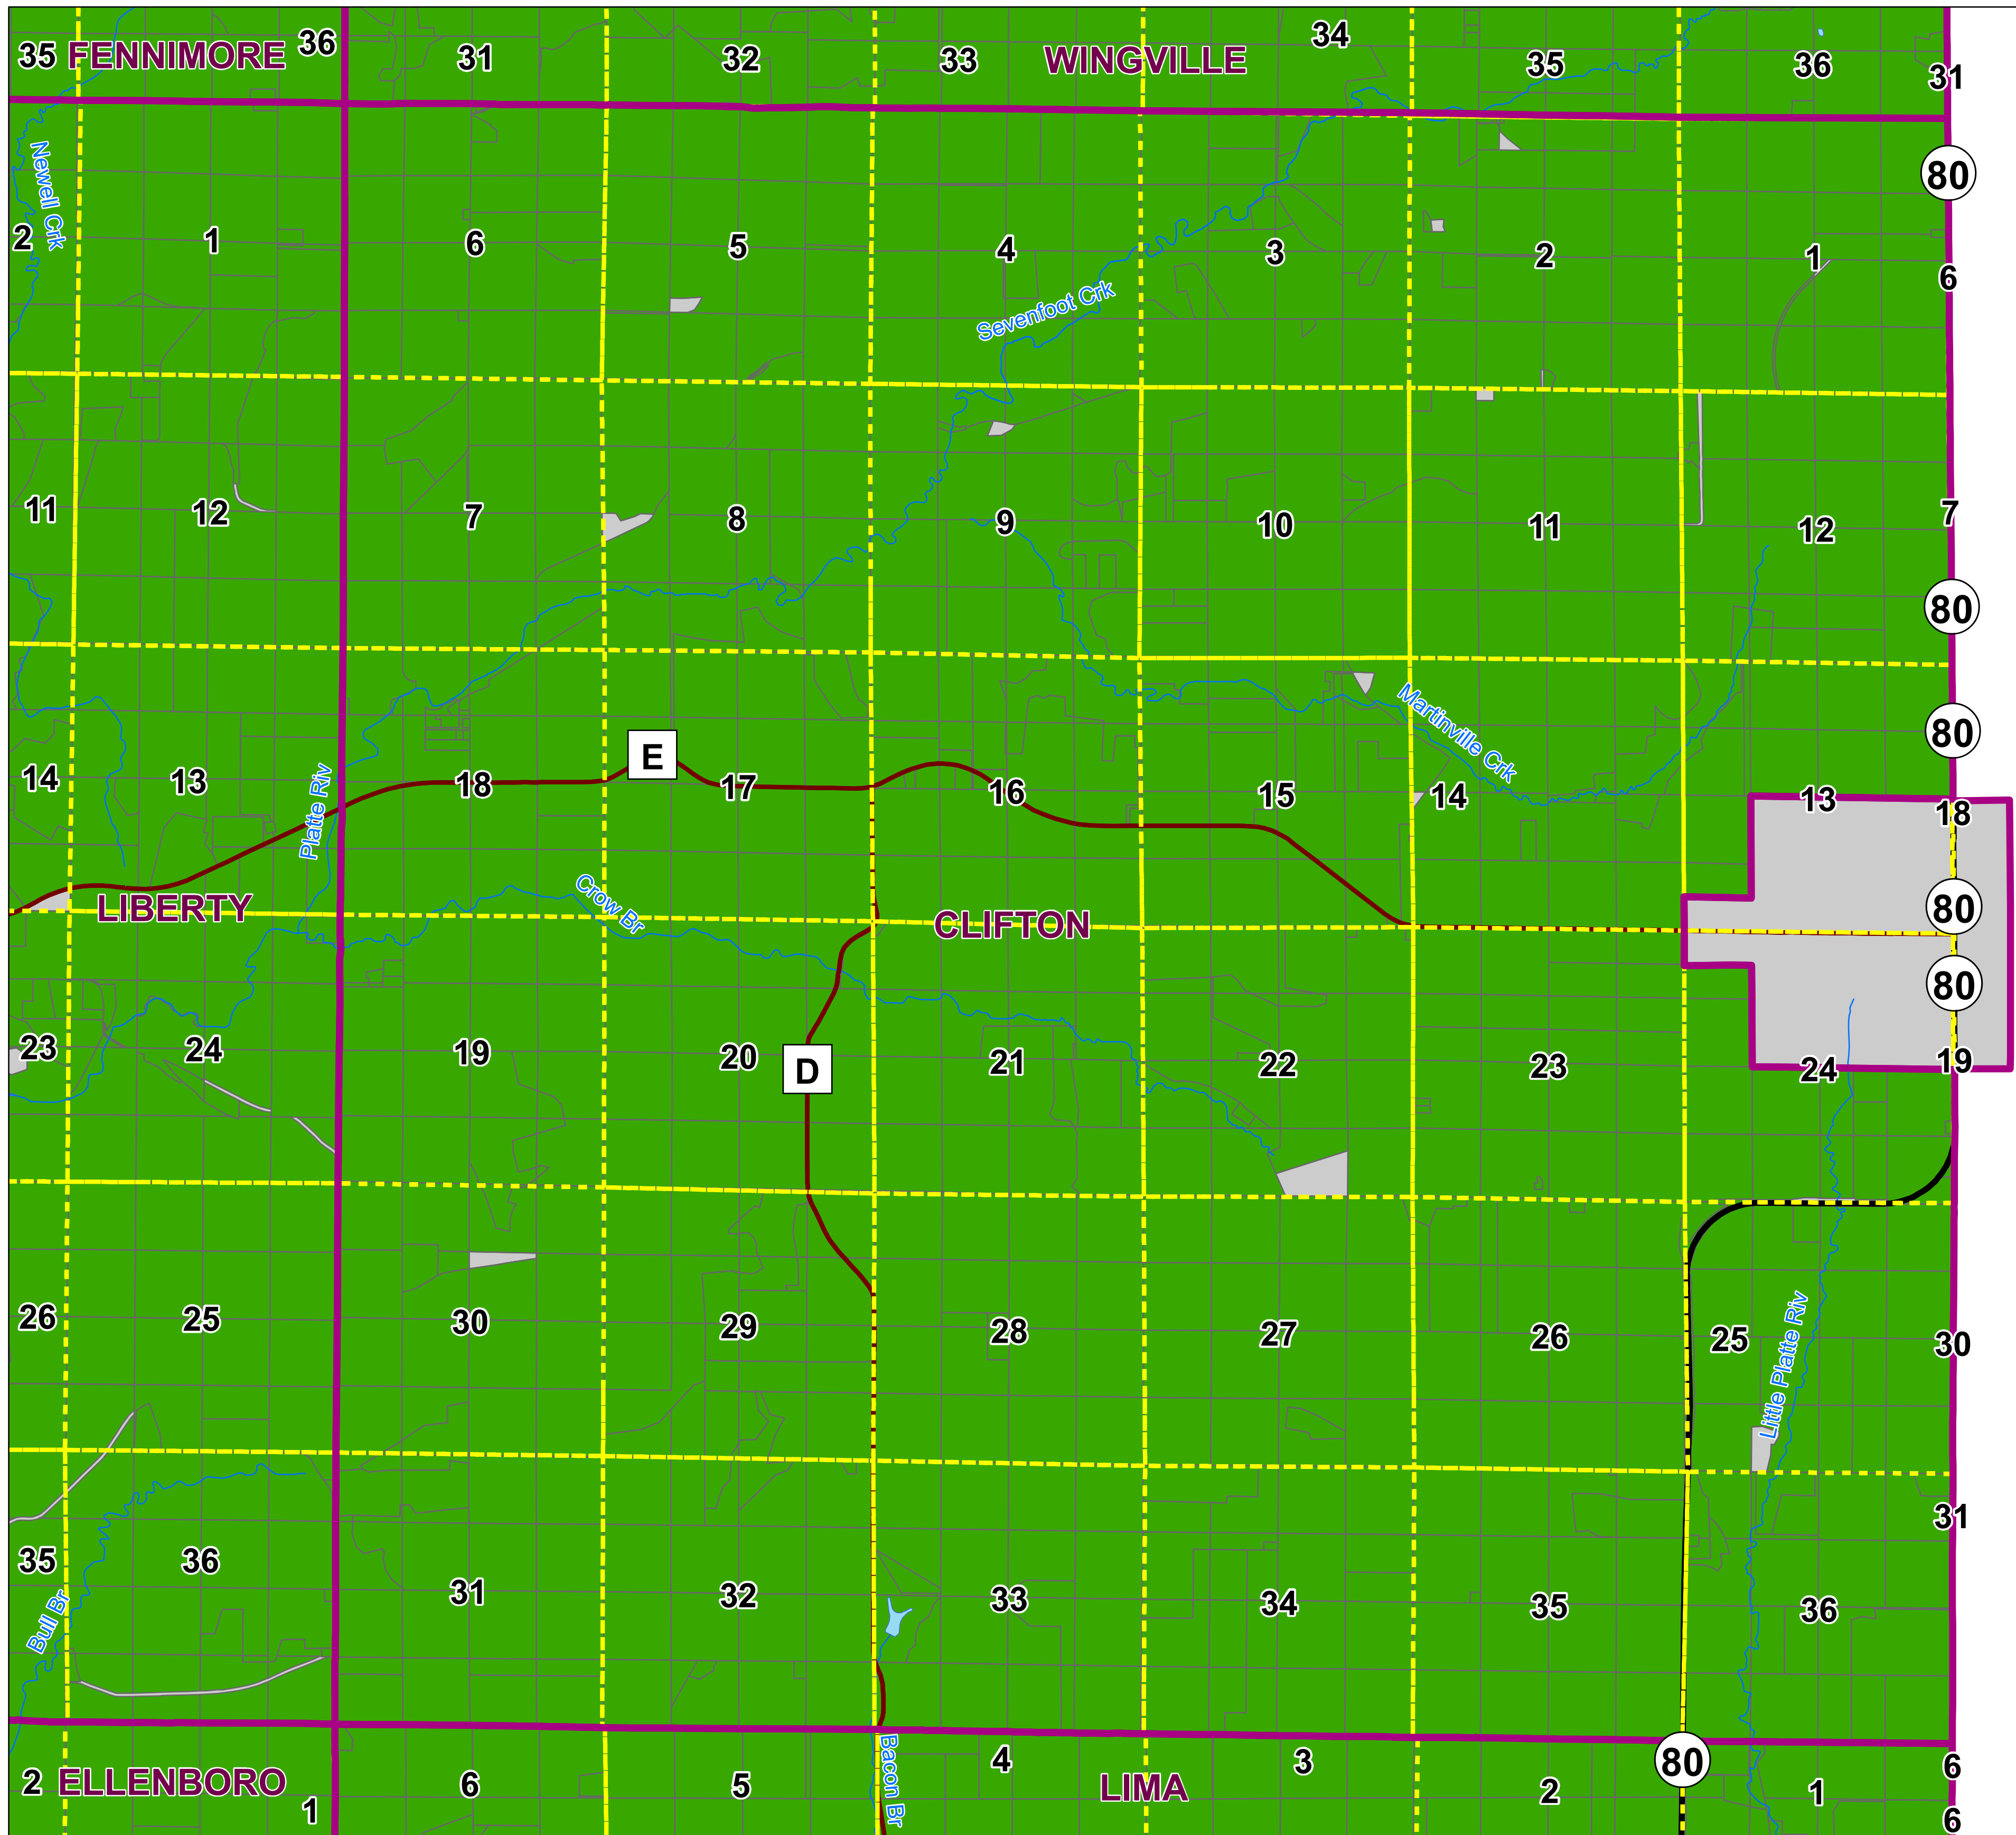 35 FENNIMORE 36 31 32 33 WINGVILLE 34 35 36 31
80
Newell Crk
2 1 6 5 4 3 2 1 6
Sevenfoot Crk
11 12 7 8 9 10 11 12 7
80
80
Martinville Crk
E
14 13 18 17 16 15 14 13 18
Platte Riv
LIBERTY Crow Br CLIFTON 80
80
23 24 19 20 D 21 22 23 24 19
26 25 30 29 28 27 26 25 30
Little Platte Riv
31
35 36 31 32 33 34 35 36
Bull Br
2 ELLENBORO 1 6 5 Bacon Br 4 LIMA 3 2 80 1 6
6